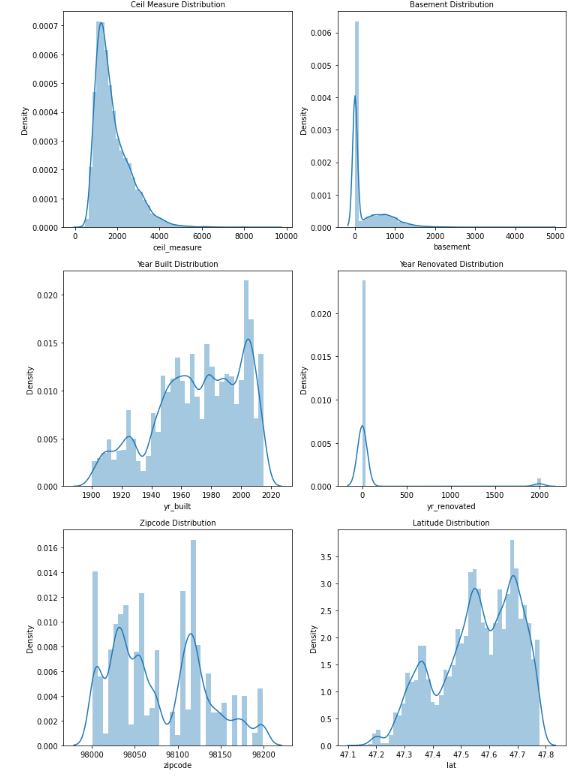 Ceil Measure Distribution
0.0007
0.0006
0.0005
0.0004
0.0003
0.0002
0.0001
0.0000
Density
0 2000 4000 6000 8000 10000
ceil_measure
Basement Distribution
0.006
0.005
0.004
0.003
0.002
0.001
0.000
Density
0 1000 2000 3000 4000 5000
basement
Year Built Distribution
0.020
0.015
0.010
0.005
0.000
Density
1900 1920 1940 1960 1980 2000 2020
yr_built
Year Renovated Distribution
0.020
0.015
0.010
0.005
0.000
Density
0 500 1000 1500 2000
yr_renovated
Zipcode Distribution
0.016
0.014
0.012
0.010
0.008
0.006
0.004
0.002
0.000
Density
98000 98050 98100 98150 98200
zipcode
Latitude Distribution
3.5
3.0
2.5
2.0
1.5
1.0
0.5
0.0
Density
47.1 47.2 47.3 47.4 47.5 47.6 47.7 47.8
lat